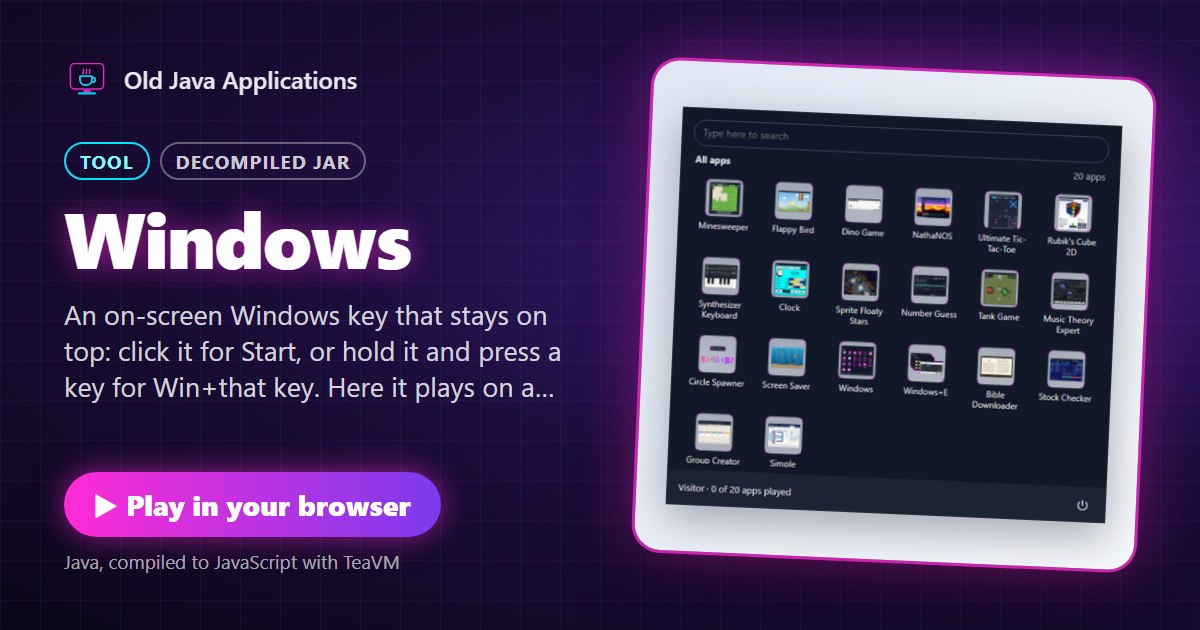 Old Java Applications
TOOL
DECOMPILED JAR
Windows
An on-screen Windows key that stays on
top: click it for Start, or hold it and press a
key for Win+that key. Here it plays on a...
Play in your browser
Java, compiled to JavaScript with TeaVM
Type here to search
All apps
20 apps
Minesweeper
Flappy Bird
Dino Game
NathaNOS
Ultimate Tic-
Tac-Toe
Rubik's Cube
2D
Synthesizer
Keyboard
Clock
Sprite Floaty
Stars
Number Guess
Tank Game
Music Theory
Expert
Circle Spawner
Screen Saver
Windows
Windows+E
Bible
Downloader
Stock Checker
Group Creator
Simple
Visitor - 0 of 20 apps played